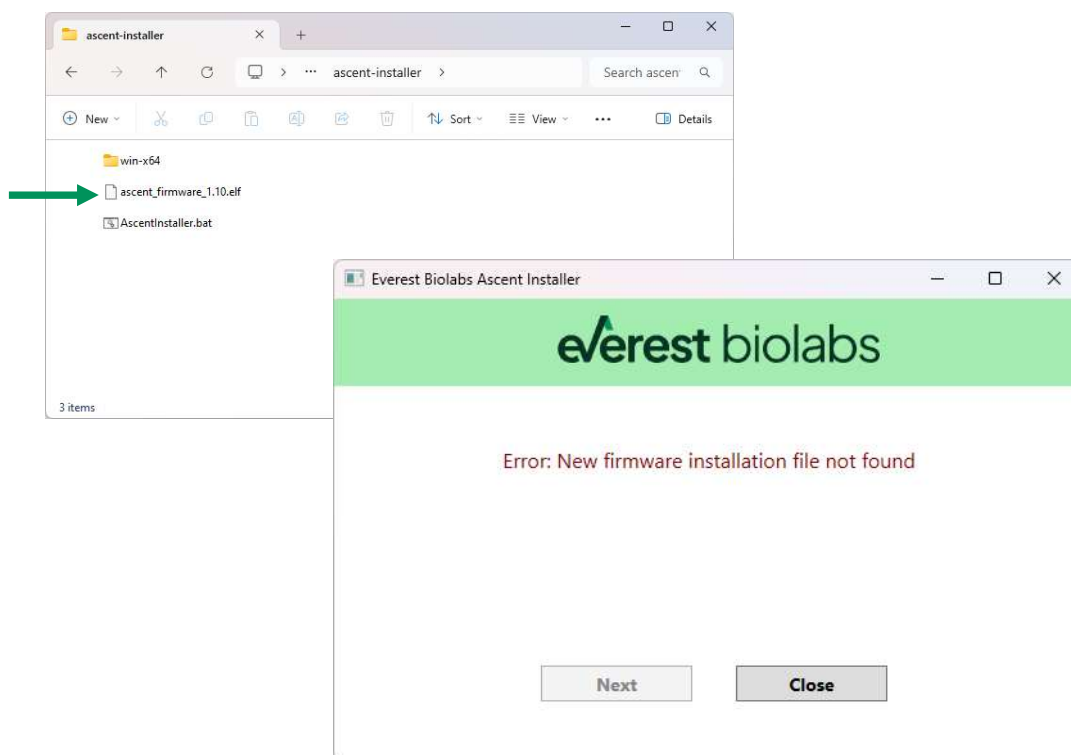 ascent-installer
ascent-installer
Search ascen
New
Sort
View
Details
win-x64
ascent_firmware_1.10.elf
AscentInstaller.bat
3 items
Everest Biolabs Ascent Installer
everest biolabs
Error: New firmware installation file not found
Next
Close